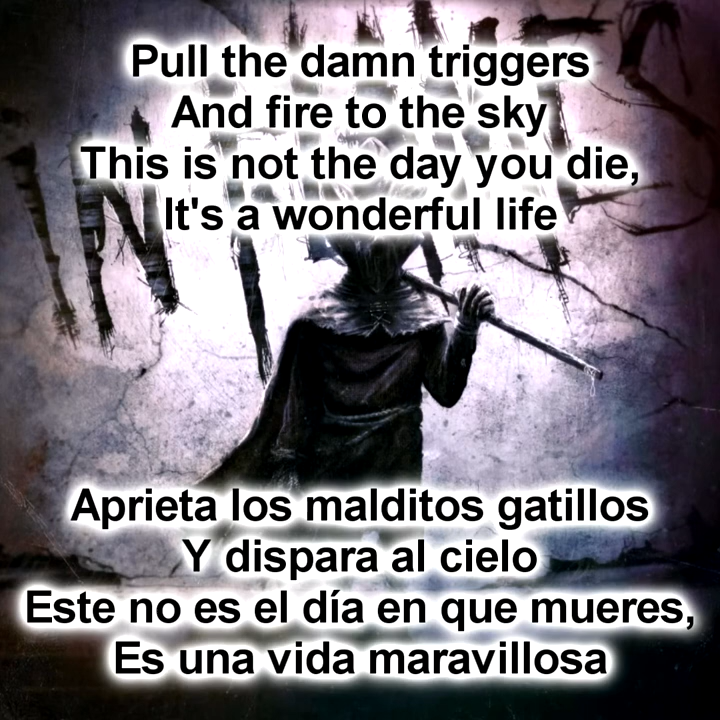 Pull the damn triggers
And fire to the sky
This is not the day you die,
It's a wonderful life
Aprieta los malditos gatillos
Y dispara al cielo
Este no es el día en que mueres,
Es una vida maravillosa